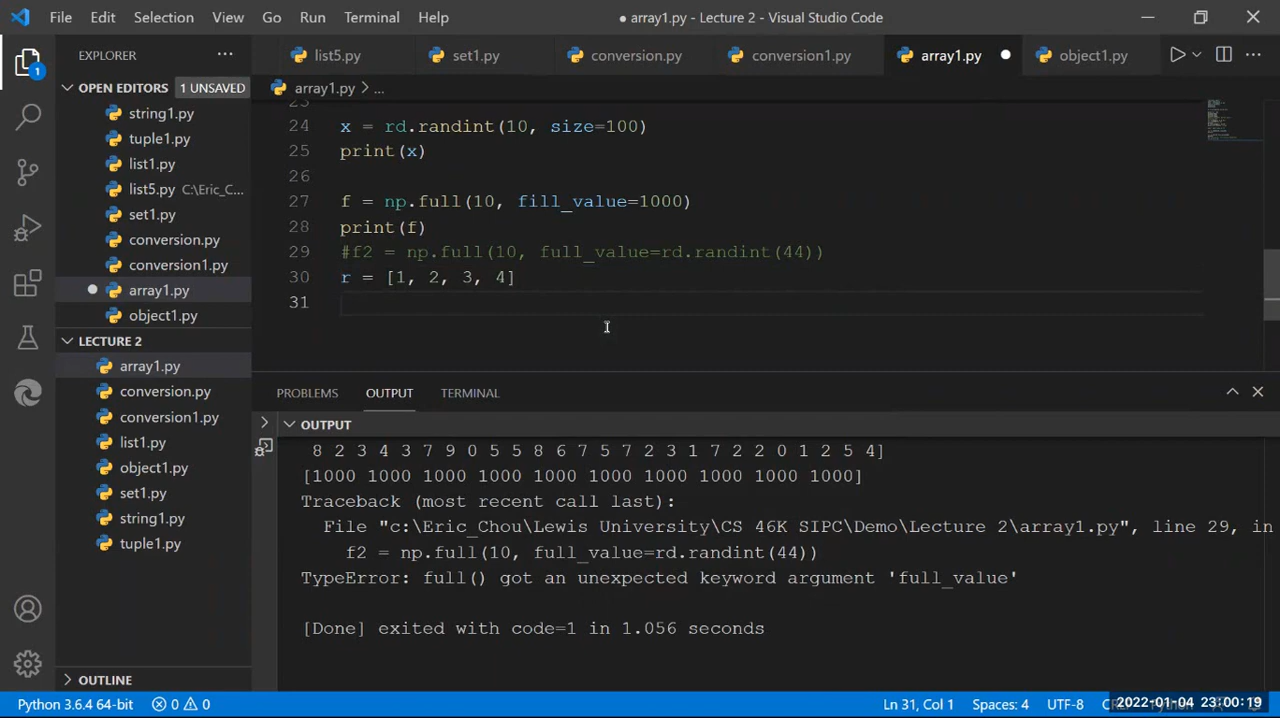 File Edit Selection View Go Run Terminal Help ● array1.py - Lecture 2 - Visual Studio Code
EXPLORER ...
list5.py set1.py conversion.py conversion1.py array1.py ● object1.py ...
OPEN EDITORS 1 UNSAVED
array1.py > ...
string1.py
tuple1.py
list1.py
list5.py C:\Eric_C...
set1.py
conversion.py
conversion1.py
● array1.py
object1.py
LECTURE 2
array1.py
conversion.py
conversion1.py
list1.py
object1.py
set1.py
string1.py
tuple1.py
OUTLINE
1
23
24 x = rd.randint(10, size=100)
25 print(x)
26
27 f = np.full(10, fill_value=1000)
28 print(f)
29 #f2 = np.full(10, full_value=rd.randint(44))
30 r = [1, 2, 3, 4]
31
PROBLEMS OUTPUT TERMINAL
OUTPUT
8 2 3 4 3 7 9 0 5 5 8 6 7 5 7 2 3 1 7 2 2 0 1 2 5 4]
[1000 1000 1000 1000 1000 1000 1000 1000 1000 1000]
Traceback (most recent call last):
File "c:\Eric_Chou\Lewis University\CS 46K SIPC\Demo\Lecture 2\array1.py", line 29, in
f2 = np.full(10, full_value=rd.randint(44))
TypeError: full() got an unexpected keyword argument 'full_value'
[Done] exited with code=1 in 1.056 seconds
Python 3.6.4 64-bit 0 0 Ln 31, Col 1 Spaces: 4 UTF-8 2022-01-04 23:00:19